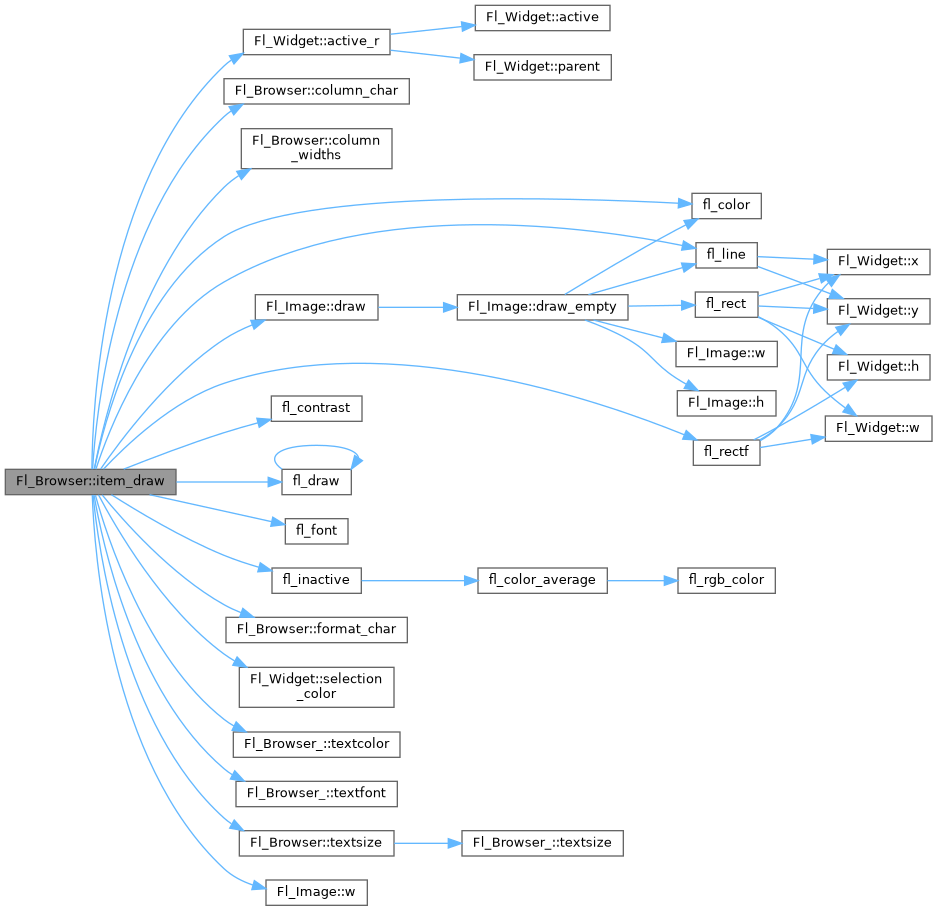 Fl_Widget::active
Fl_Widget::active_r
Fl_Widget::parent
Fl_Browser::column_char
Fl_Browser::column
_widths
fl_color
fl_line
Fl_Widget::x
Fl_Image::draw
Fl_Image::draw_empty
fl_rect
Fl_Widget::y
Fl_Image::w
Fl_Widget::h
Fl_Image::h
fl_contrast
Fl_Widget::w
fl_rectf
Fl_Browser::item_draw
fl_draw
fl_font
fl_inactive
fl_color_average
fl_rgb_color
Fl_Browser::format_char
Fl_Widget::selection
_color
Fl_Browser_::textcolor
Fl_Browser_::textfont
Fl_Browser::textsize
Fl_Browser_::textsize
Fl_Image::w